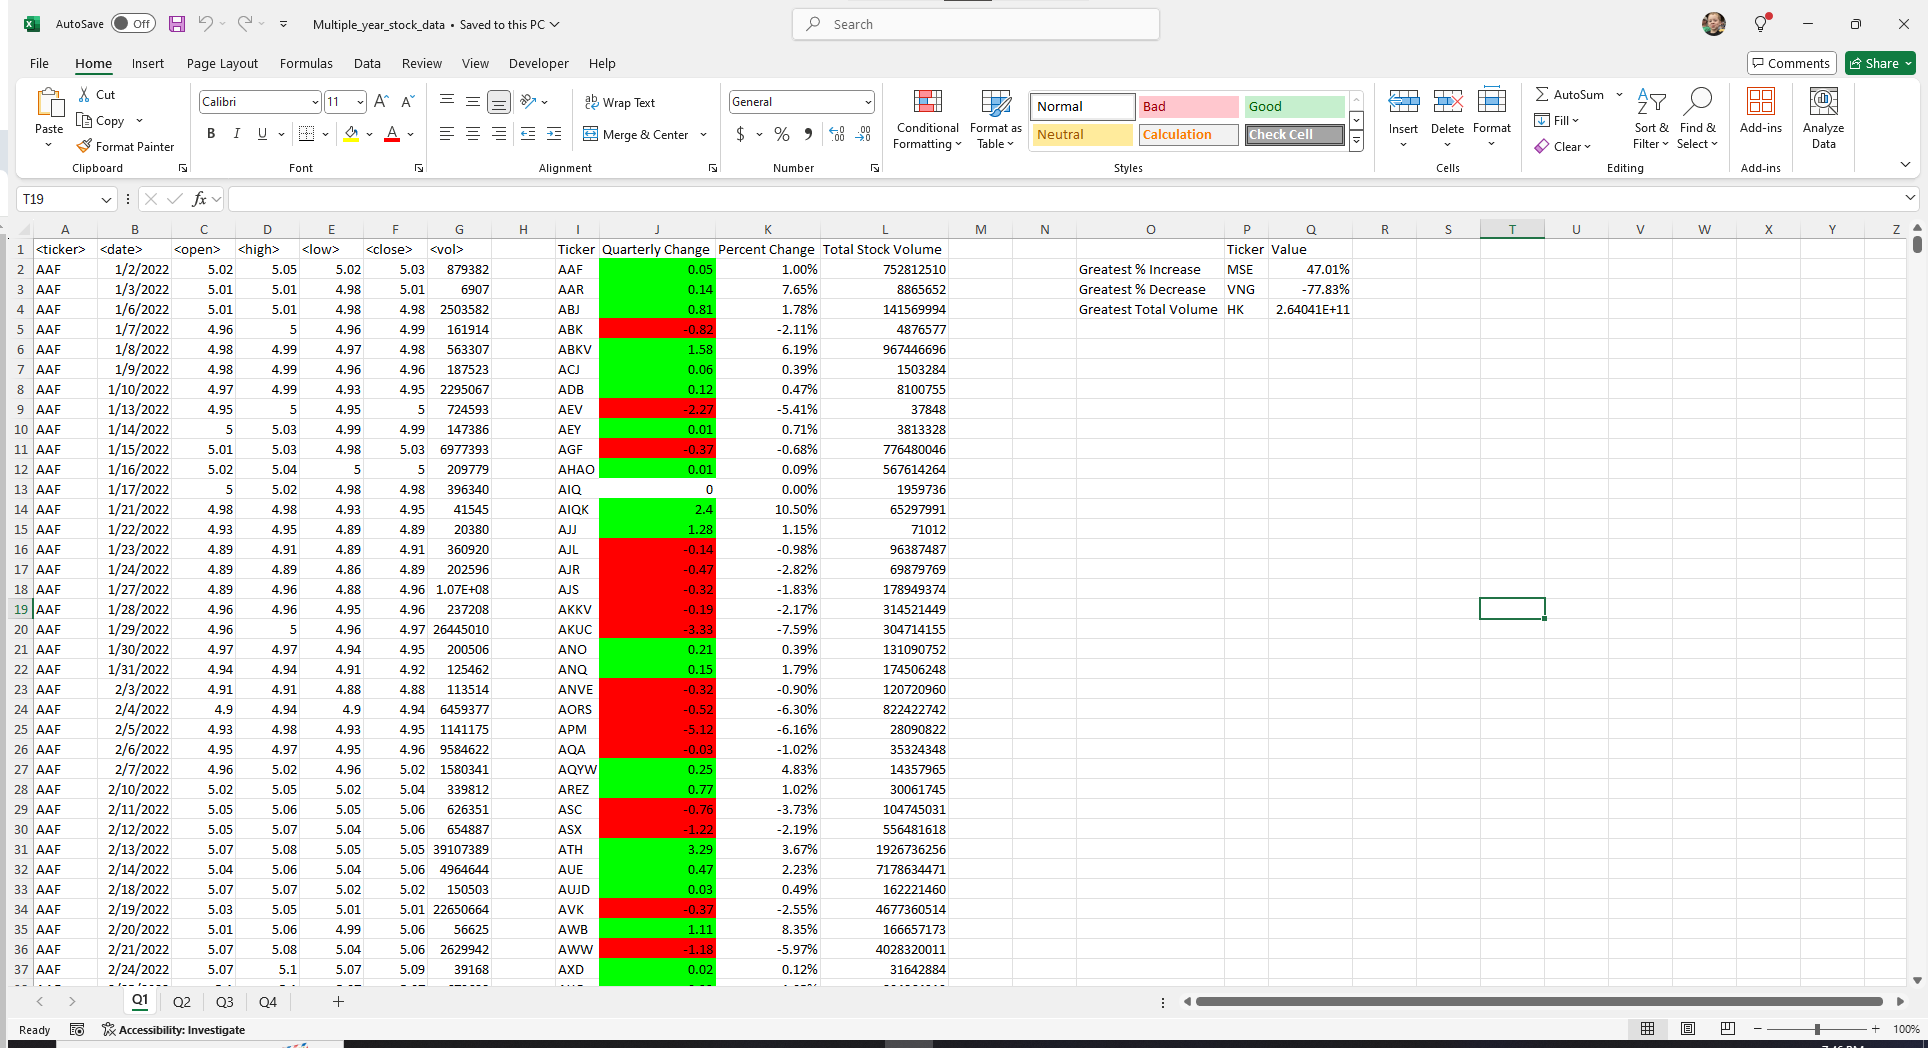 AutoSave Off Multiple_year_stock_data • Saved to this PC Search
File Home Insert Page Layout Formulas Data Review View Developer Help Comments Share
Paste Cut Copy Format Painter Clipboard
Calibri 11 B I U Font
Wrap Text Merge & Center Alignment
General $ % Number
Conditional Formatting Format as Table Normal Bad Good Neutral Calculation Check Cell Styles
Insert Delete Format Cells
AutoSum Fill Clear Sort & Filter Find & Select Editing
Add-ins Add-ins Analyze Data
T19 fx
A B C D E F G H I J K L M N O P Q R S T U V W X Y Z
1 <ticker> <date> <open> <high> <low> <close> <vol> Ticker Quarterly Change Percent Change Total Stock Volume Ticker Value
2 AAF 1/2/2022 5.02 5.05 5.02 5.03 879382 AAF 0.05 1.00% 752812510 Greatest % Increase MSE 47.01%
3 AAF 1/3/2022 5.01 5.01 4.98 5.01 6907 AAR 0.14 7.65% 8865652 Greatest % Decrease VNG -77.83%
4 AAF 1/6/2022 5.01 5.01 4.98 4.98 2503582 ABJ 0.81 1.78% 141569994 Greatest Total Volume HK 2.64041E+11
5 AAF 1/7/2022 4.96 5 4.96 4.99 161914 ABK -0.82 -2.11% 4876577
6 AAF 1/8/2022 4.98 4.99 4.97 4.98 563307 ABKV 1.58 6.19% 967446696
7 AAF 1/9/2022 4.98 4.99 4.96 4.96 187523 ACJ 0.06 0.39% 1503284
8 AAF 1/10/2022 4.97 4.99 4.93 4.95 2295067 ADB 0.12 0.47% 8100755
9 AAF 1/13/2022 4.95 5 4.95 5 724593 AEV -2.27 -5.41% 37848
10 AAF 1/14/2022 5 5.03 4.99 4.99 147386 AEY 0.01 0.71% 3813328
11 AAF 1/15/2022 5.01 5.03 4.98 5.03 6977393 AGF -0.37 -0.68% 776480046
12 AAF 1/16/2022 5.02 5.04 5 5 209779 AHAO 0.01 0.09% 567614264
13 AAF 1/17/2022 5 5.02 4.98 4.98 396340 AIQ 0 0.00% 1959736
14 AAF 1/21/2022 4.98 4.98 4.93 4.95 41545 AIQK 2.4 10.50% 65297991
15 AAF 1/22/2022 4.93 4.95 4.89 4.89 20380 AJJ 1.28 1.15% 71012
16 AAF 1/23/2022 4.89 4.91 4.89 4.91 360920 AJL -0.14 -0.98% 96387487
17 AAF 1/24/2022 4.89 4.89 4.86 4.89 202596 AJR -0.47 -2.82% 69879769
18 AAF 1/27/2022 4.89 4.96 4.88 4.96 1.07E+08 AJS -0.32 -1.83% 178949374
19 AAF 1/28/2022 4.96 4.96 4.95 4.96 237208 AKKV -0.19 -2.17% 314521449
20 AAF 1/29/2022 4.96 5 4.96 4.97 26445010 AKUC -3.33 -7.59% 304714155
21 AAF 1/30/2022 4.97 4.97 4.94 4.95 200506 ANO 0.21 0.39% 131090752
22 AAF 1/31/2022 4.94 4.94 4.91 4.92 125462 ANQ 0.15 1.79% 174506248
23 AAF 2/3/2022 4.91 4.91 4.88 4.88 113514 ANVE -0.32 -0.90% 120720960
24 AAF 2/4/2022 4.9 4.94 4.9 4.94 6459377 AORS -0.52 -6.30% 822422742
25 AAF 2/5/2022 4.93 4.98 4.93 4.95 1141175 APM -5.12 -6.16% 28090822
26 AAF 2/6/2022 4.95 4.97 4.95 4.96 9584622 AQA -0.03 -1.02% 35324348
27 AAF 2/7/2022 4.96 5.02 4.96 5.02 1580341 AQYW 0.25 4.83% 14357965
28 AAF 2/10/2022 5.02 5.05 5.02 5.04 339812 AREZ 0.77 1.02% 30061745
29 AAF 2/11/2022 5.05 5.06 5.05 5.06 626351 ASC -0.76 -3.73% 104745031
30 AAF 2/12/2022 5.05 5.07 5.04 5.06 654887 ASX -1.22 -2.19% 556481618
31 AAF 2/13/2022 5.07 5.08 5.05 5.05 39107389 ATH 3.29 3.67% 1926736256
32 AAF 2/14/2022 5.04 5.06 5.04 5.06 4964644 AUE 0.47 2.23% 7178634471
33 AAF 2/18/2022 5.07 5.07 5.02 5.02 150503 AUJD 0.03 0.49% 162221460
34 AAF 2/19/2022 5.03 5.05 5.01 5.01 22650664 AVK -0.37 -2.55% 4677360514
35 AAF 2/20/2022 5.01 5.06 4.99 5.06 56625 AWB 1.11 8.35% 166657173
36 AAF 2/21/2022 5.07 5.08 5.04 5.06 2629942 AWW -1.18 -5.97% 4028320011
37 AAF 2/24/2022 5.07 5.1 5.07 5.09 39168 AXD 0.02 0.12% 31642884
Q1 Q2 Q3 Q4
Ready Accessibility: Investigate 100%